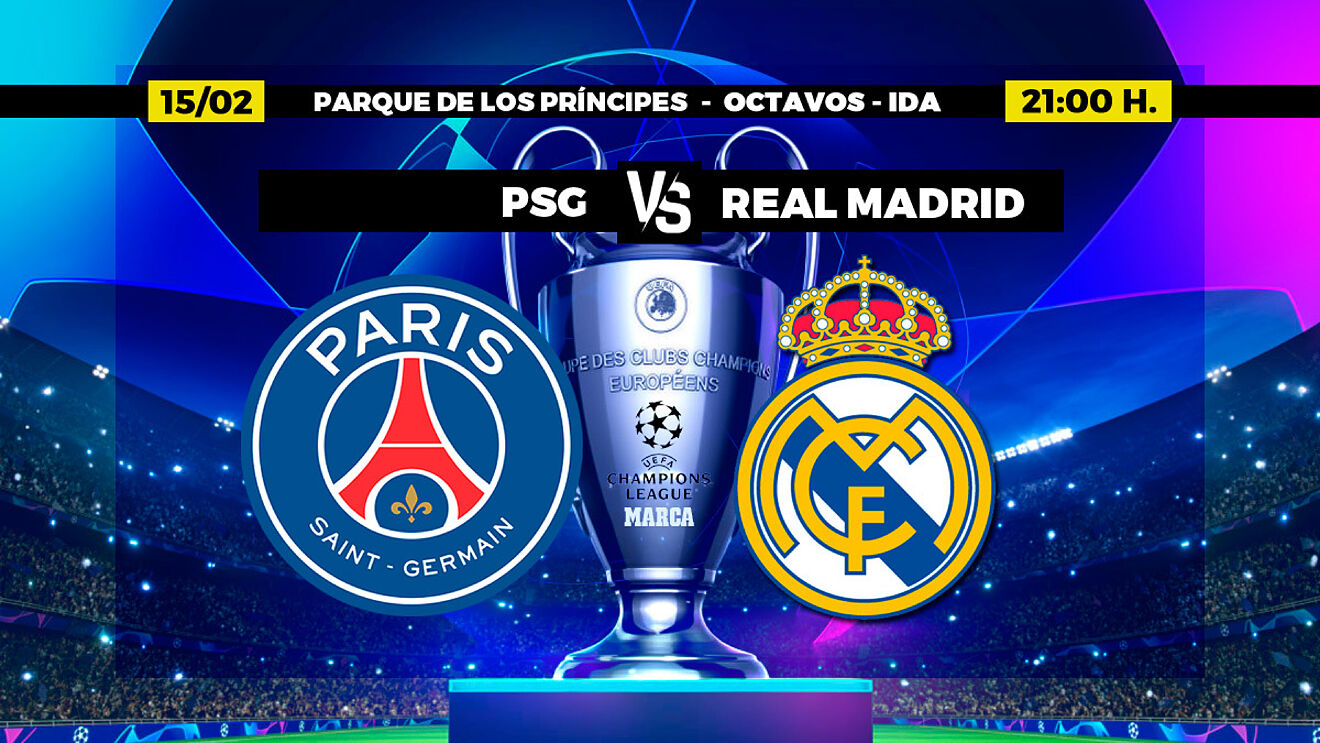 15/02
PARQUE DE LOS PRÍNCIPES - OCTAVOS - IDA
21:00 H.
PSG VS REAL MADRID
UEFA
UPE DES CLUBS CHAMPIONS
EUROPÉENS
UEFA
CHAMPIONS
LEAGUE
MARCA
PARIS
SAINT - GERMAIN